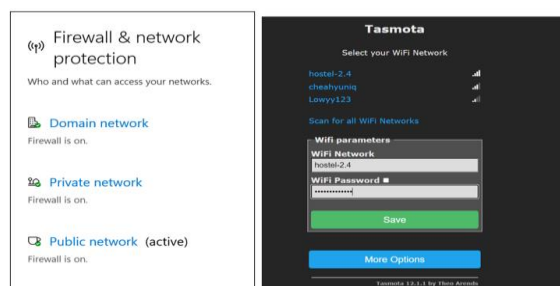 Firewall & network
protection
Who and what can access your networks.
Domain network
Firewall is on.
Private network
Firewall is on.
Public network (active)
Firewall is on.
Tasmota
Select your WiFi Network
hostel-2.4
cheahyuniq
Lowyy123
Scan for all WiFi Networks
Wifi parameters
WiFi Network
hostel-2.4
WiFi Password
Save
More Options
Tasmota 12.1.1 by Theo Arends